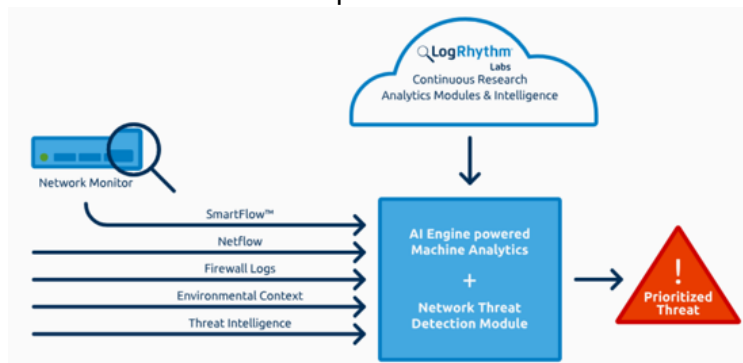 LogRhythm
Labs
Continuous Research
Analytics Modules & Intelligence
Network Monitor
SmartFlow™
Netflow
Firewall Logs
Environmental Context
Threat Intelligence
AI Engine powered
Machine Analytics
+
Network Threat
Detection Module
!
Prioritized
Threat